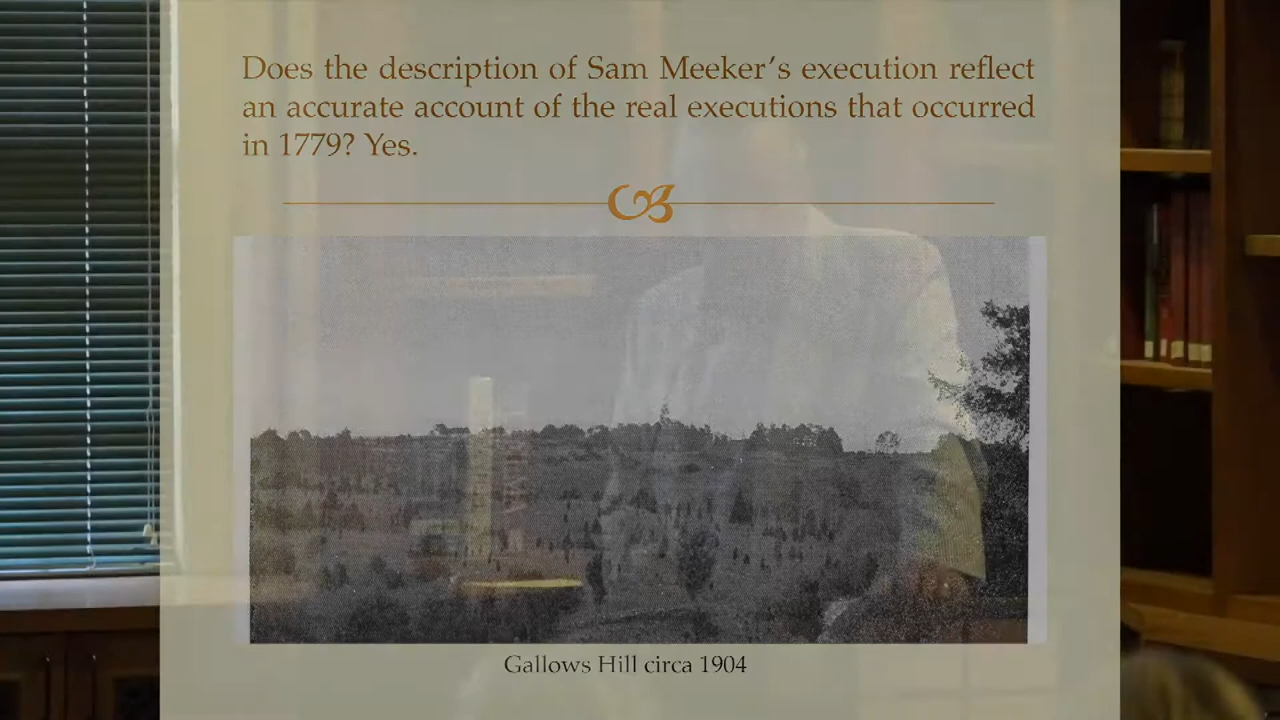 Does the description of Sam Meeker's execution reflect
an accurate account of the real executions that occurred
in 1779? Yes.
Gallows Hill circa 1904